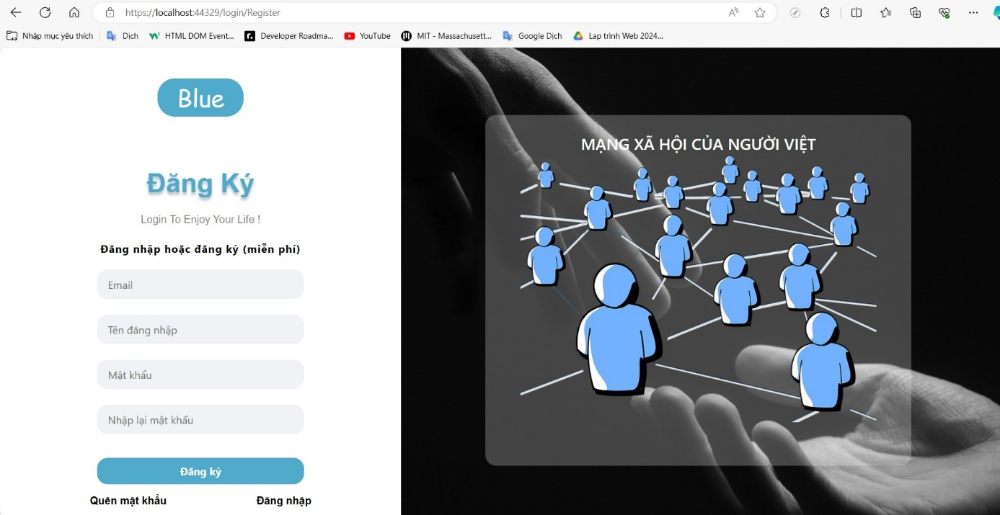 https://localhost:44329/login/Register
Nhập mục yêu thích
Dịch
HTML DOM Event...
Developer Roadma...
YouTube
MIT - Massachusett...
Google Dịch
Lap trình Web 2024...
Blue
Đăng Ký
Login To Enjoy Your Life !
Đăng nhập hoặc đăng ký (miễn phí)
Email
Tên đăng nhập
Mật khẩu
Nhập lại mật khẩu
Đăng ký
Quên mật khẩu
Đăng nhập
MẠNG XÃ HỘI CỦA NGƯỜI VIỆT